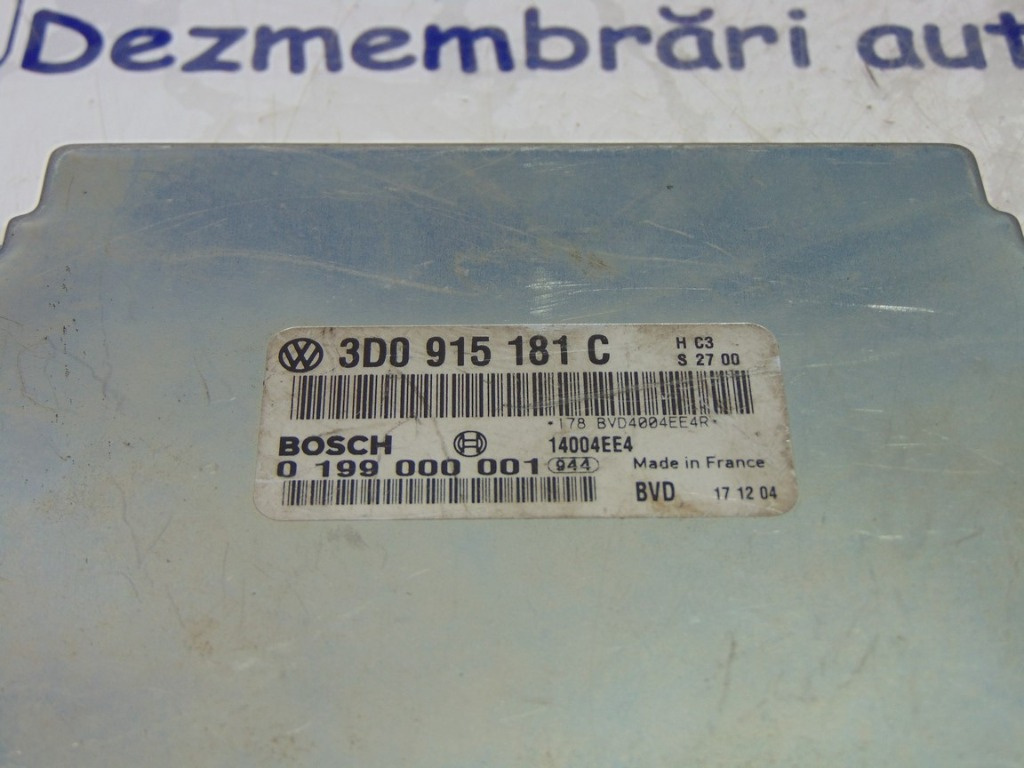 Dezmembrări aut
3D0 915 181 C
H C3
S 27 00
*178 BVD4004EE4R*
BOSCH
14004EE4
0 199 000 001 944
Made in France
BVD 17 12 04